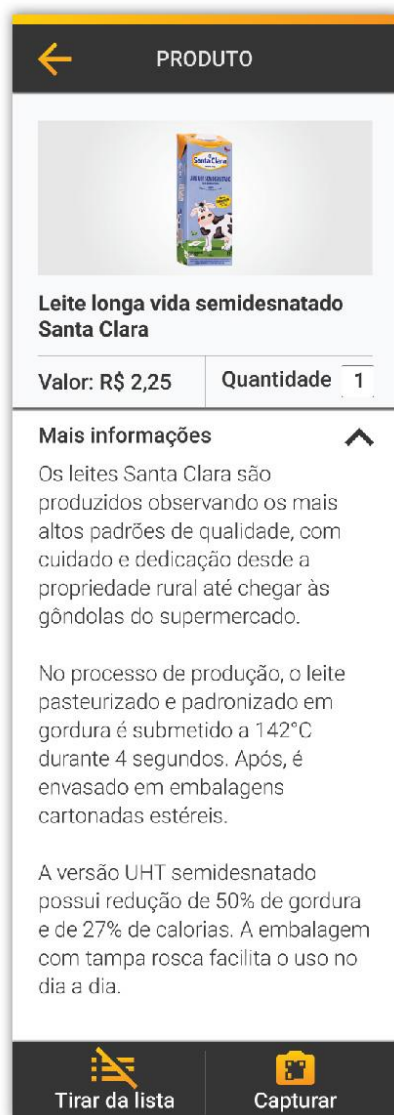 PRODUTO
Santa Clara
Leite longa vida semidesnatado
Santa Clara
Valor: R$ 2,25
Quantidade 1
Mais informações
Os leites Santa Clara são
produzidos observando os mais
altos padrões de qualidade, com
cuidado e dedicação desde a
propriedade rural até chegar às
gôndolas do supermercado.
No processo de produção, o leite
pasteurizado e padronizado em
gordura é submetido a 142°C
durante 4 segundos. Após, é
envasado em embalagens
cartonadas estéreis.
A versão UHT semidesnatado
possui redução de 50% de gordura
e de 27% de calorias. A embalagem
com tampa rosca facilita o uso no
dia a dia.
Tirar da lista
Capturar